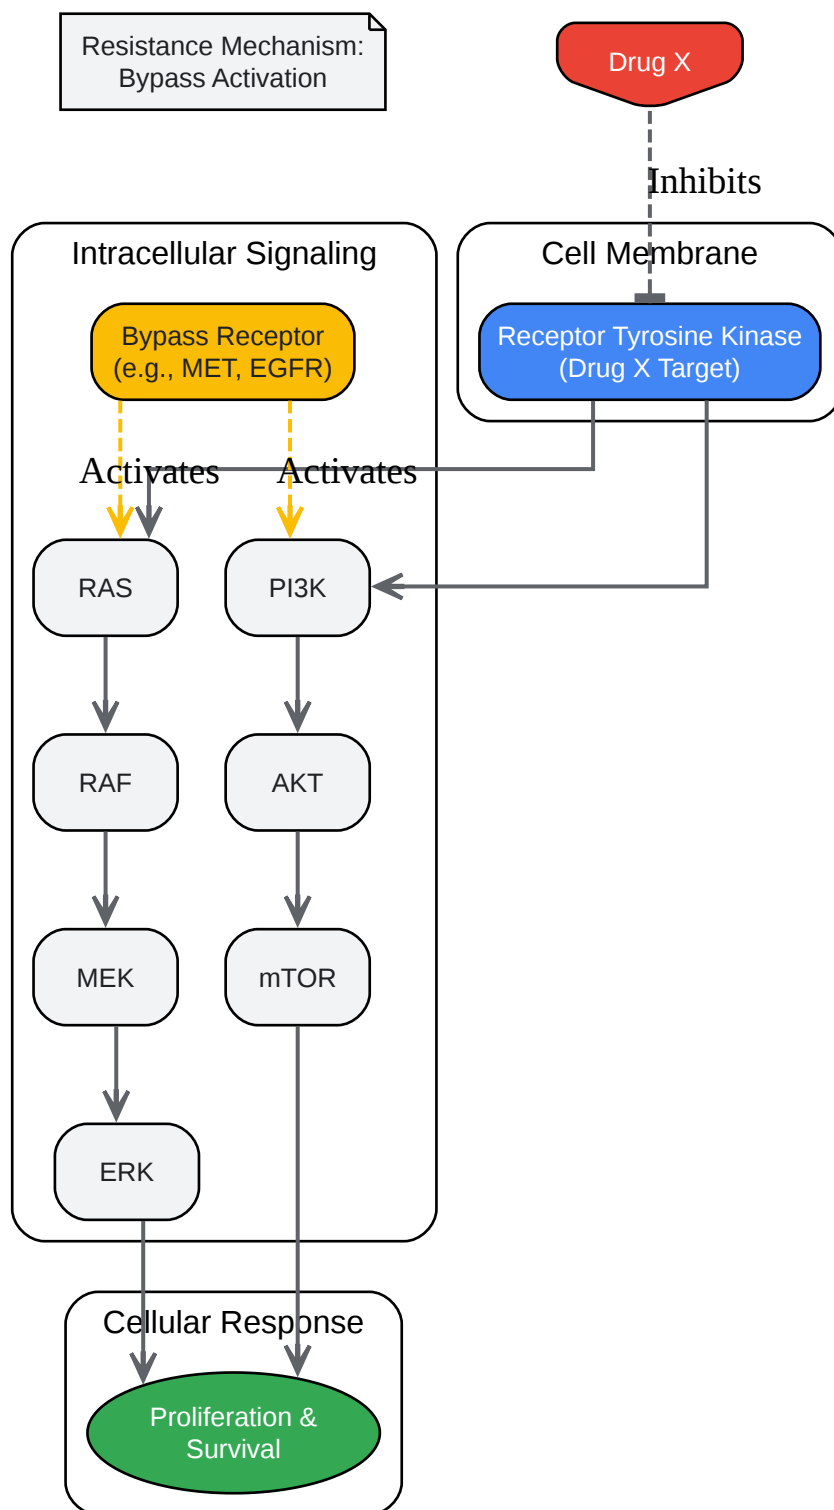 Resistance Mechanism:
Bypass Activation
Drug X
Inhibits
Intracellular Signaling
Cell Membrane
Bypass Receptor
(e.g., MET, EGFR)
Receptor Tyrosine Kinase
(Drug X Target)
Activates
Activates
RAS
PI3K
RAF
AKT
MEK
mTOR
ERK
Cellular Response
Proliferation &
Survival